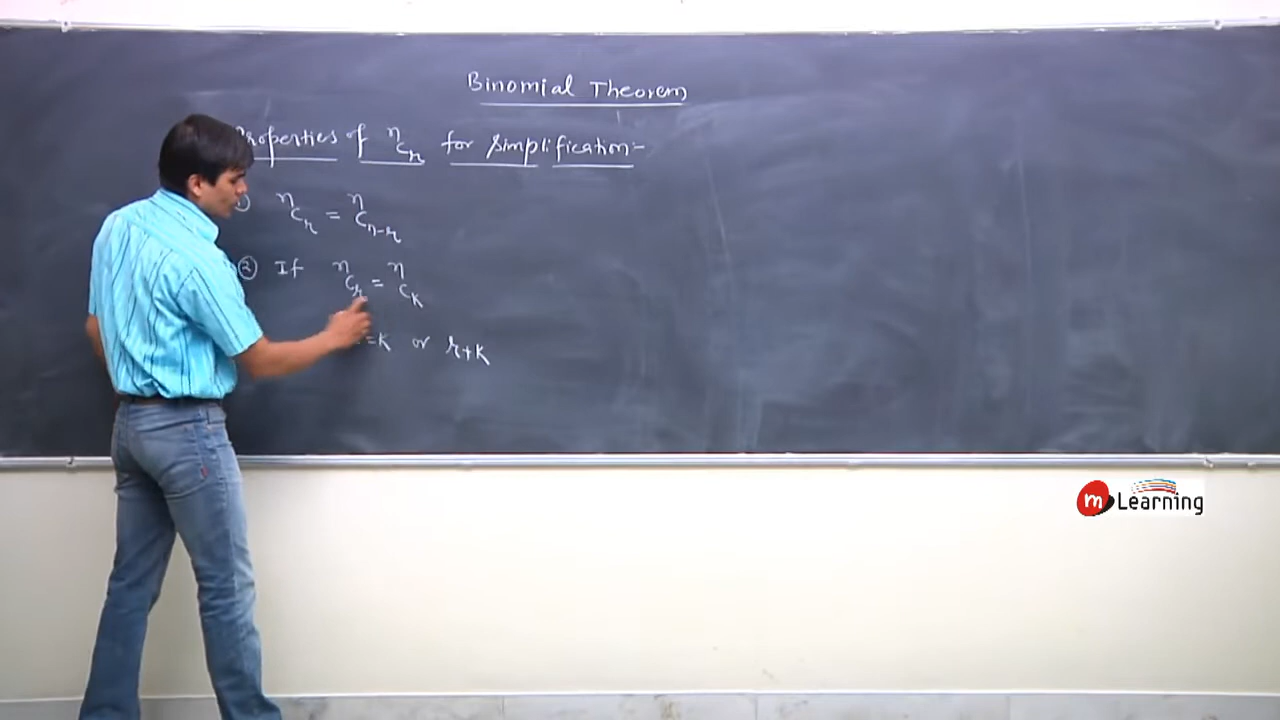 Binomial Theorem
Properties of ⁿCᵣ for Simplification:-
① ⁿCᵣ = ⁿCₙ₋ᵣ
② If ⁿCᵣ = ⁿCₖ
=K or r+K
m Learning